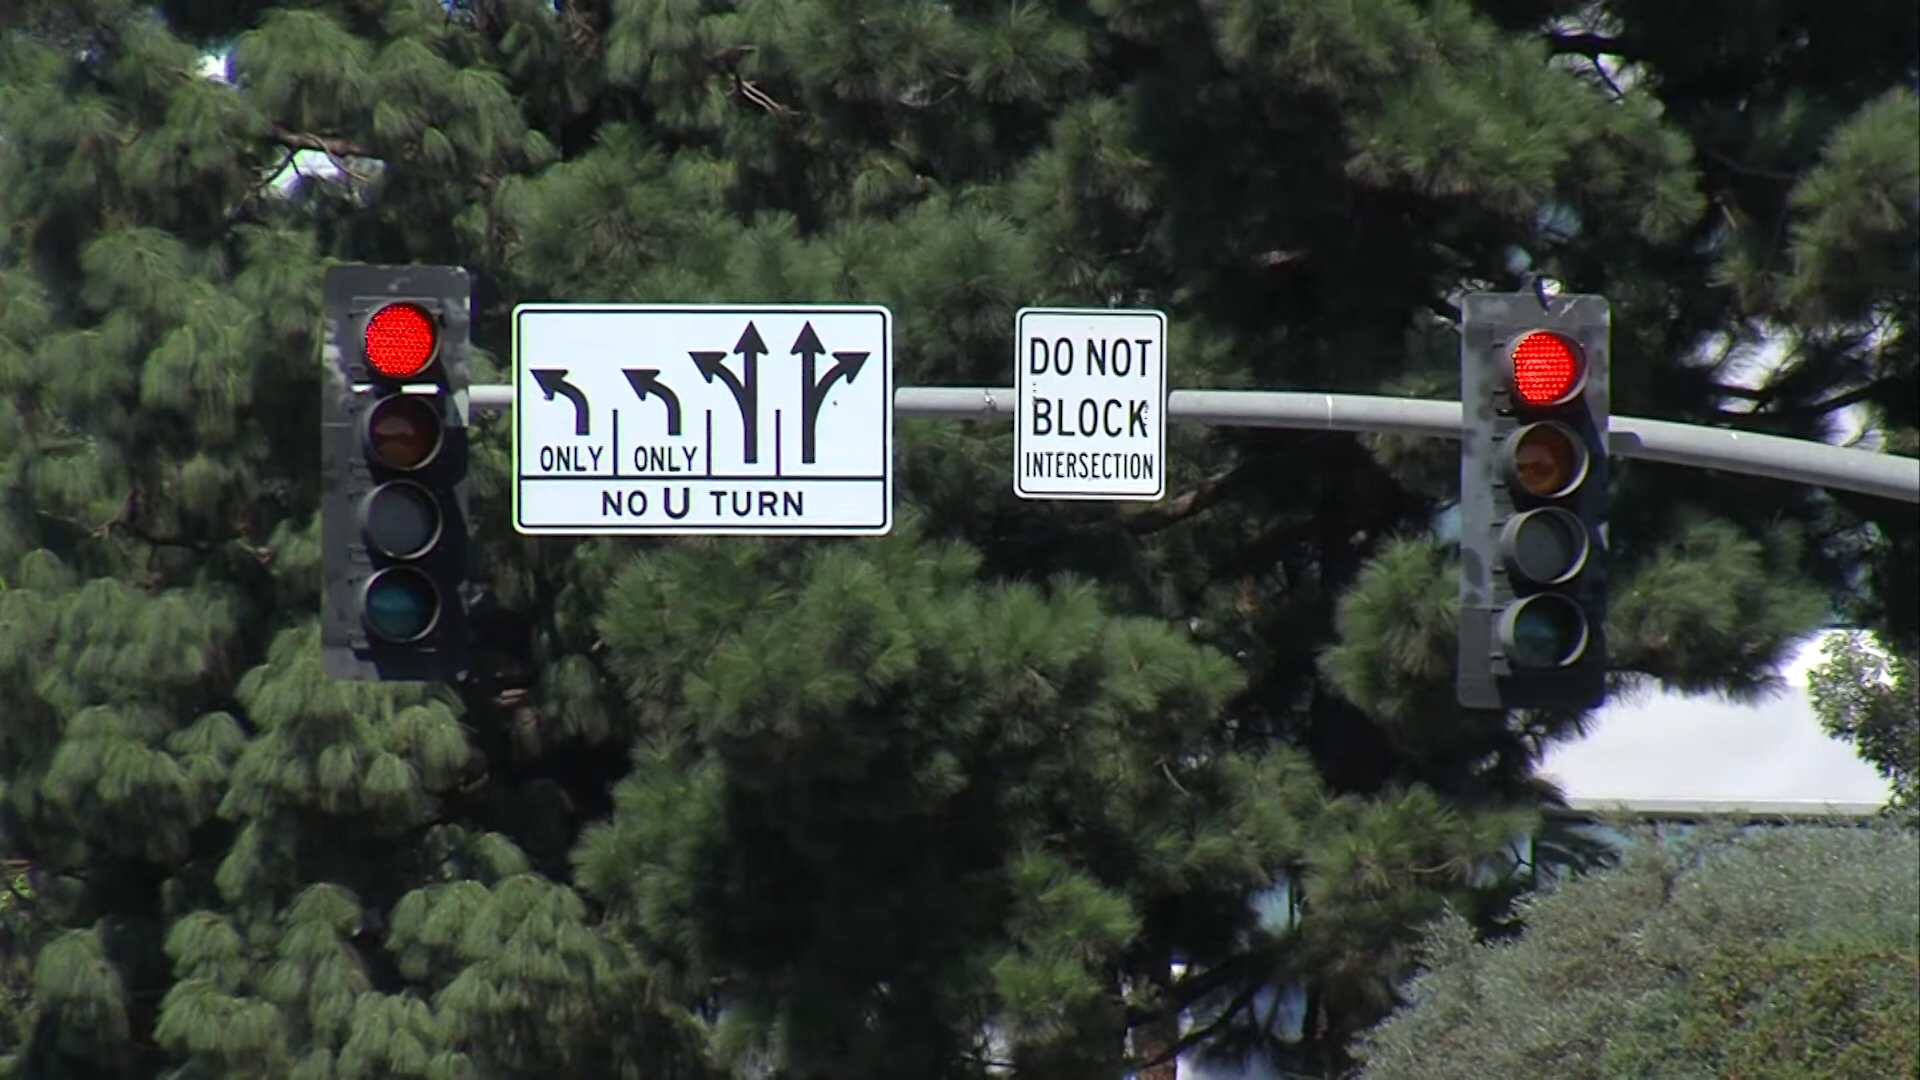 ONLY ONLY
NO U TURN
DO NOT
BLOCK
INTERSECTION